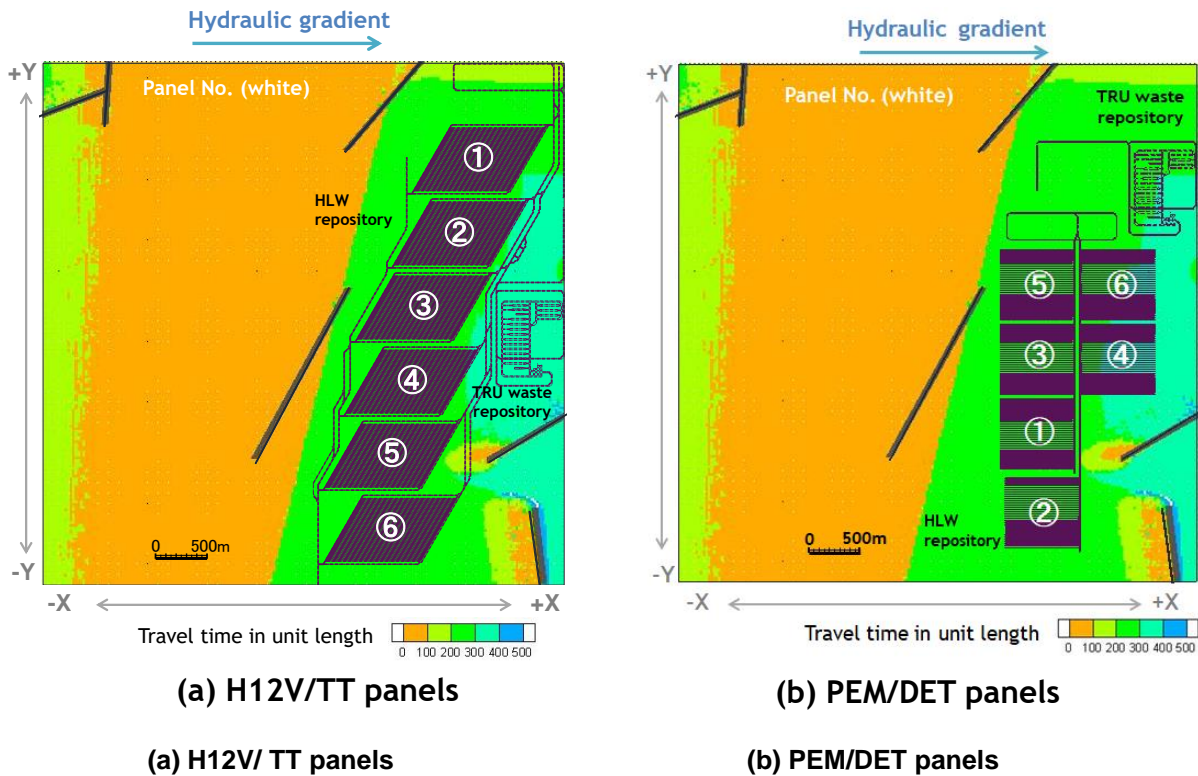 Hydraulic gradient
+Y
Panel No. (white)
①
HLW
repository
②
③
④
TRU waste
repository
⑤
⑥
0 500m
-Y
-X
+X
Travel time in unit length
0 100 200 300 400 500
(a) H12V/TT panels
(a) H12V/ TT panels
Hydraulic gradient
+Y
Panel No. (white)
TRU waste
repository
⑤
⑥
③
④
①
②
HLW
repository
0 500m
-Y
-X
+X
Travel time in unit length
0 100 200 300 400 500
(b) PEM/DET panels
(b) PEM/DET panels